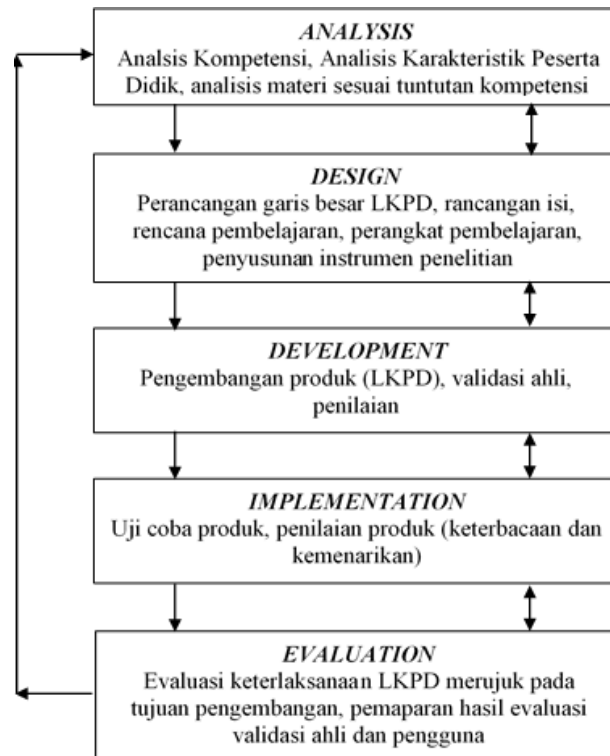 ANALYSIS
Analsis Kompetensi, Analisis Karakteristik Peserta
Didik, analisis materi sesuai tuntutan kompetensi
DESIGN
Perancangan garis besar LKPD, rancangan isi,
rencana pembelajaran, perangkat pembelajaran,
penyusunan instrumen penelitian
DEVELOPMENT
Pengembangan produk (LKPD), validasi ahli,
penilaian
IMPLEMENTATION
Uji coba produk, penilaian produk (keterbacaan dan
kemenarikan)
EVALUATION
Evaluasi keterlaksanaan LKPD merujuk pada
tujuan pengembangan, pemaparan hasil evaluasi
validasi ahli dan pengguna